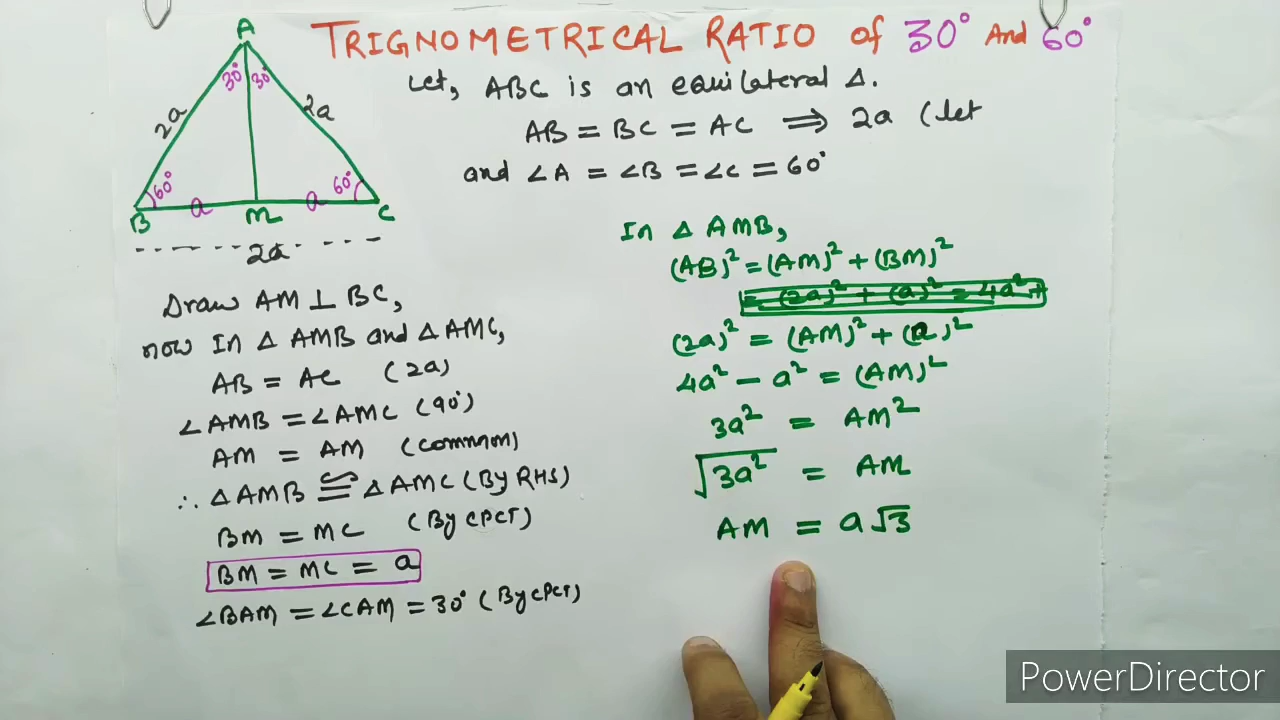 TRIGNOMETRICAL RATIO of 30° And 60°
Let, ABC is an equilateral Δ.
AB = BC = AC ⟹ 2a (let
and ∠A = ∠B = ∠C = 60°
A
30° 30°
2a 2a
60° 60°
a a
B M C
2a
Draw AM ⊥ BC,
now In Δ AMB and Δ AMC,
AB = AC (2a)
∠AMB = ∠AMC (90°)
AM = AM (common)
∴ Δ AMB ≅ Δ AMC (By RHS)
BM = MC (By CPCT)
BM = MC = a
∠BAM = ∠CAM = 30° (By CPCT)
In Δ AMB,
(AB)² = (AM)² + (BM)²
= (2a)² + (a)² = 4a² +
(2a)² = (AM)² + (a)²
4a² − a² = (AM)²
3a² = AM²
√3a² = AM
AM = a√3
PowerDirector